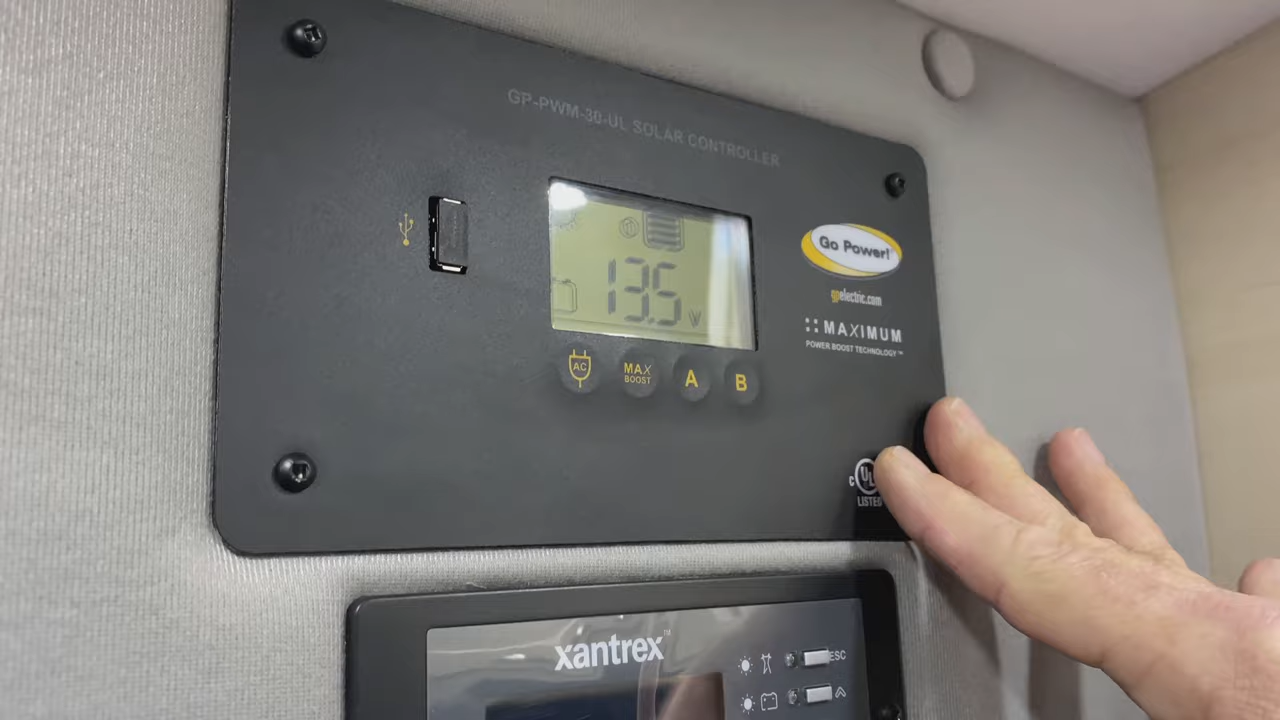 GP-PWM-30-UL SOLAR CONTROLLER
13.5 V
Go Power!
gpelectric.com
MAXIMUM
POWER BOOST TECHNOLOGY™
AC
MAX
BOOST
A
B
C UL
LISTED
xantrex™
ESC